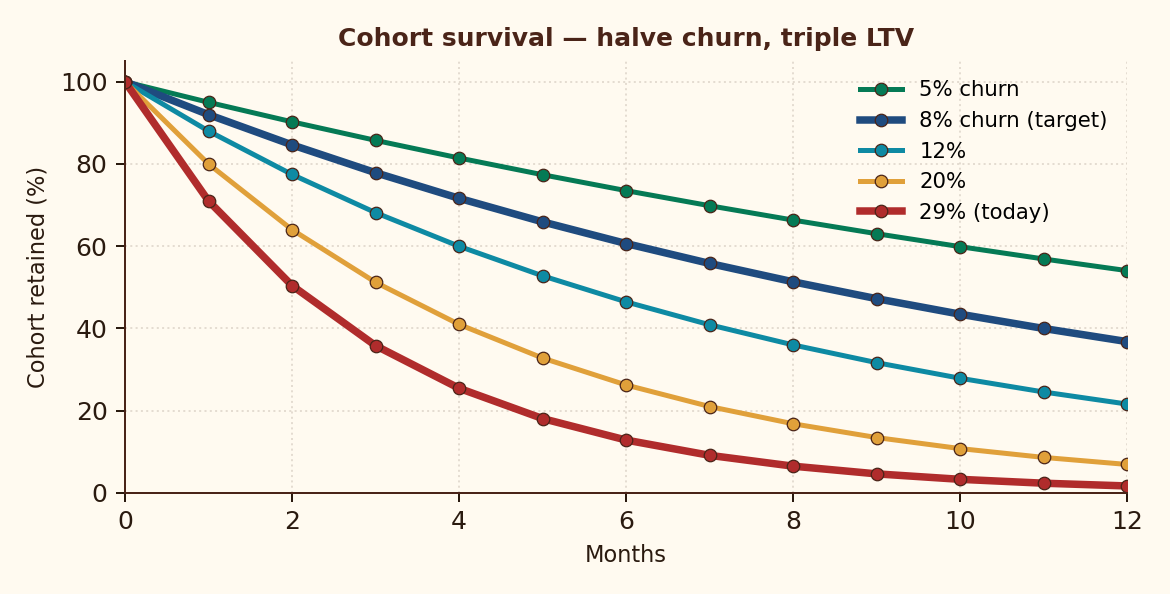 Cohort survival — halve churn, triple LTV
5% churn
8% churn (target)
12%
20%
29% (today)
Cohort retained (%)
100
80
60
40
20
0
0 2 4 6 8 10 12
Months